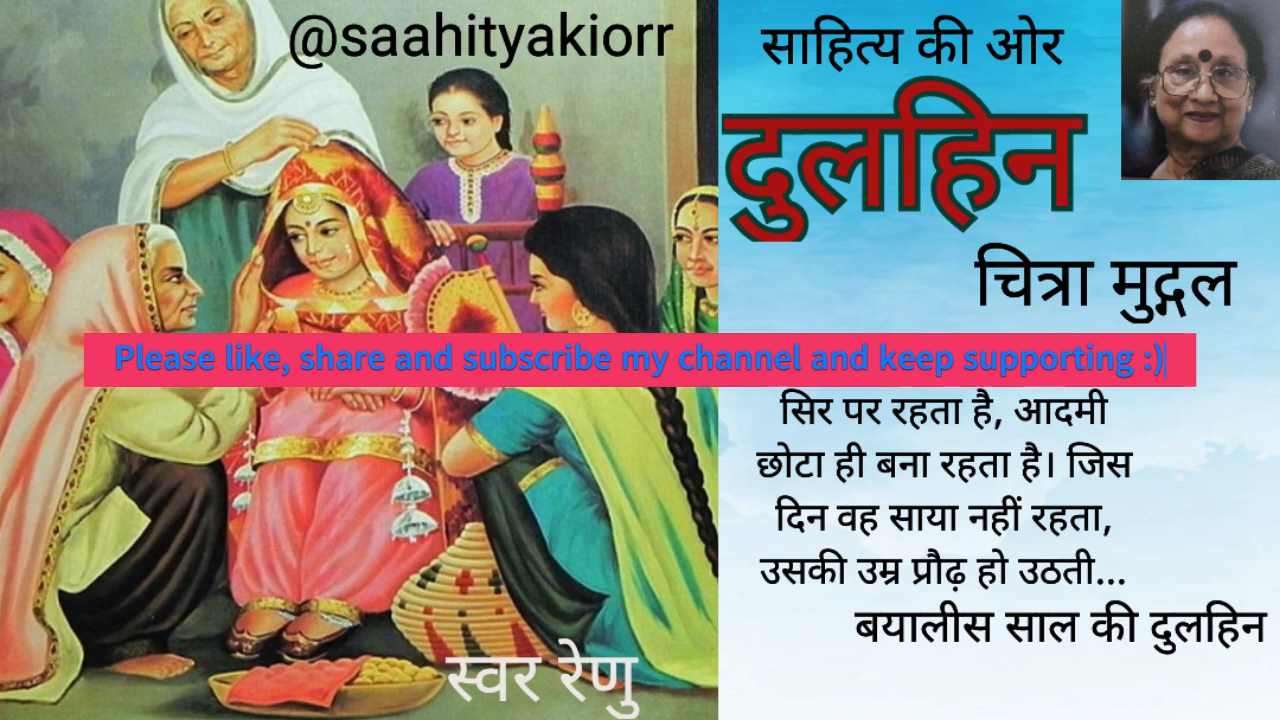 @saahityakiorr
साहित्य की ओर
दुलहिन
चित्रा मुद्गल
Please like, share and subscribe my channel and keep supporting :)
सिर पर रहता है, आदमी
छोटा ही बना रहता है। जिस
दिन वह साया नहीं रहता,
उसकी उम्र प्रौढ़ हो उठती...
बयालीस साल की दुलहिन
स्वर रेणु